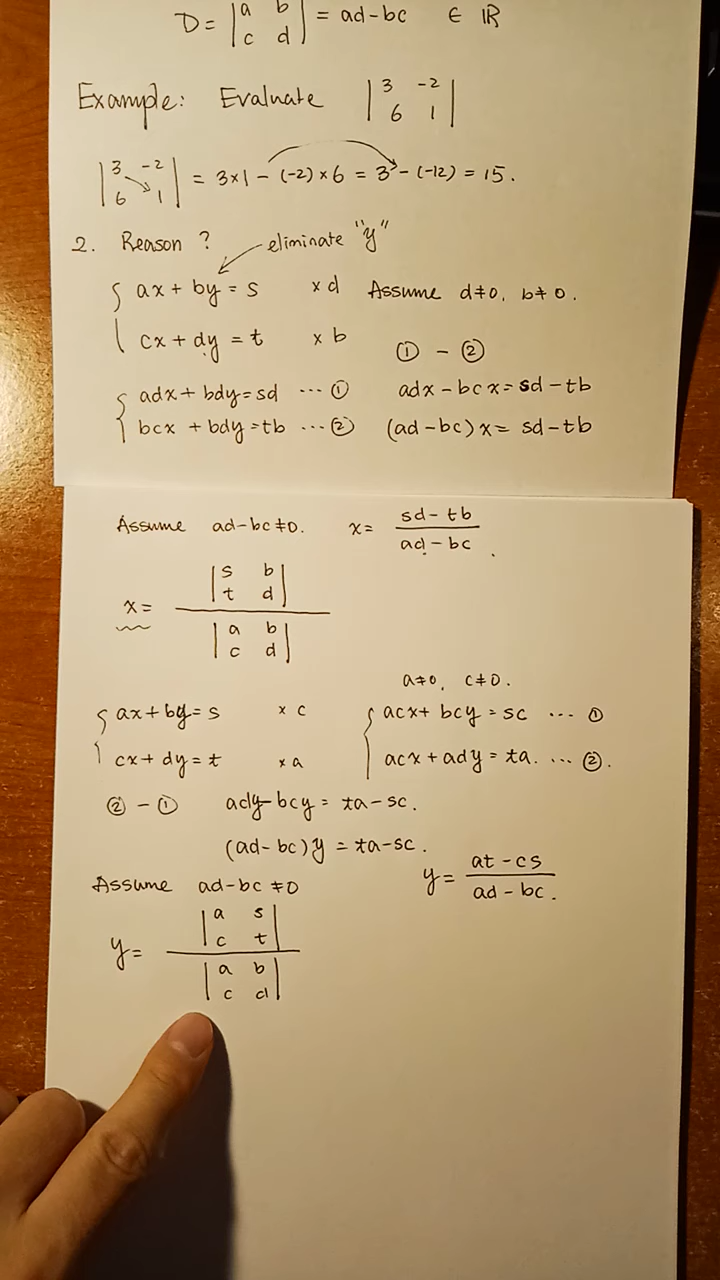 D = | a b ; c d | = ad-bc ∈ ℝ
Example: Evaluate | 3 -2 ; 6 1 |
| 3 -2 ; 6 1 | = 3×1 - (-2)×6 = 3 - (-12) = 15.
2. Reason ? eliminate "y"
{ ax + by = s × d Assume d≠0, b≠0.
cx + dy = t × b
① - ②
{ adx + bdy = sd ... ① adx - bcx = sd - tb
bcx + bdy = tb ... ② (ad-bc)x = sd-tb
Assume ad-bc≠0. x = (sd-tb)/(ad-bc).
x = | s b ; t d | / | a b ; c d |
a≠0, c≠0.
{ ax+by=s × c { acx+ bcy = sc ... ①
cx+ dy = t × a acx + ady = ta. ... ②.
② - ① ady-bcy = ta-sc.
(ad-bc)y = ta-sc.
Assume ad-bc≠0 y = (at-cs)/(ad-bc).
y = | a s ; c t | / | a b ; c d |